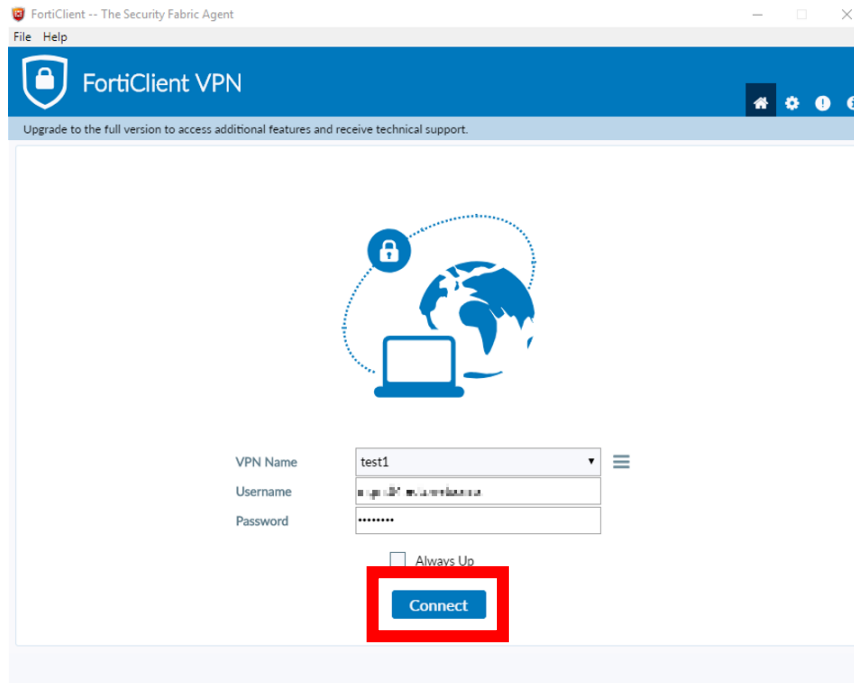 FortiClient -- The Security Fabric Agent
File Help
FortiClient VPN
Upgrade to the full version to access additional features and receive technical support.
VPN Name test1
Username
Password ••••••••
Always Up
Connect